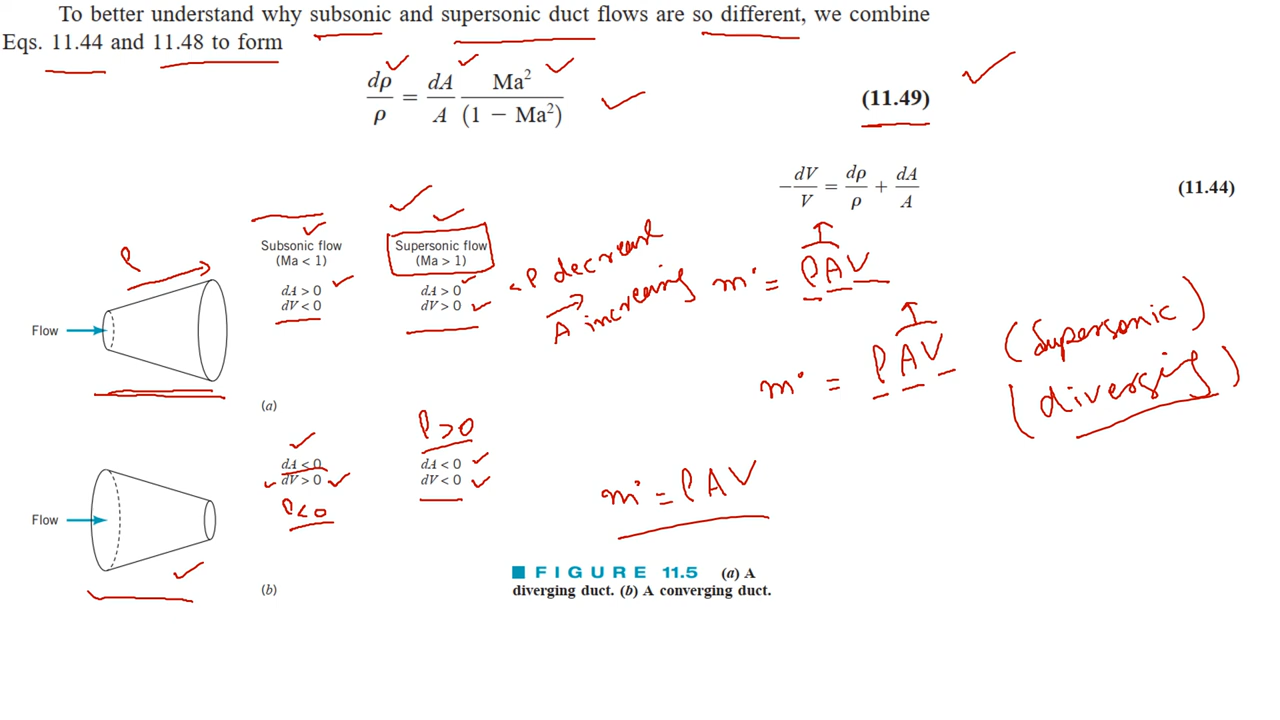 To better understand why subsonic and supersonic duct flows are so different, we combine
Eqs. 11.44 and 11.48 to form
dρ/ρ = dA/A Ma²/(1 − Ma²)
(11.49)
−dV/V = dρ/ρ + dA/A
(11.44)
ρ
Subsonic flow
(Ma < 1)
dA > 0
dV < 0
Supersonic flow
(Ma > 1)
dA > 0
dV > 0
ρ decreast
A increasing
I
ṁ = ρAV
I
ṁ = ρAV
(Supersonic)
(diversing)
Flow
(a)
dA < 0
dV > 0
ρ<0
ρ>0
dA < 0
dV < 0
ṁ = ρAV
Flow
(b)
FIGURE 11.5 (a) A
diverging duct. (b) A converging duct.